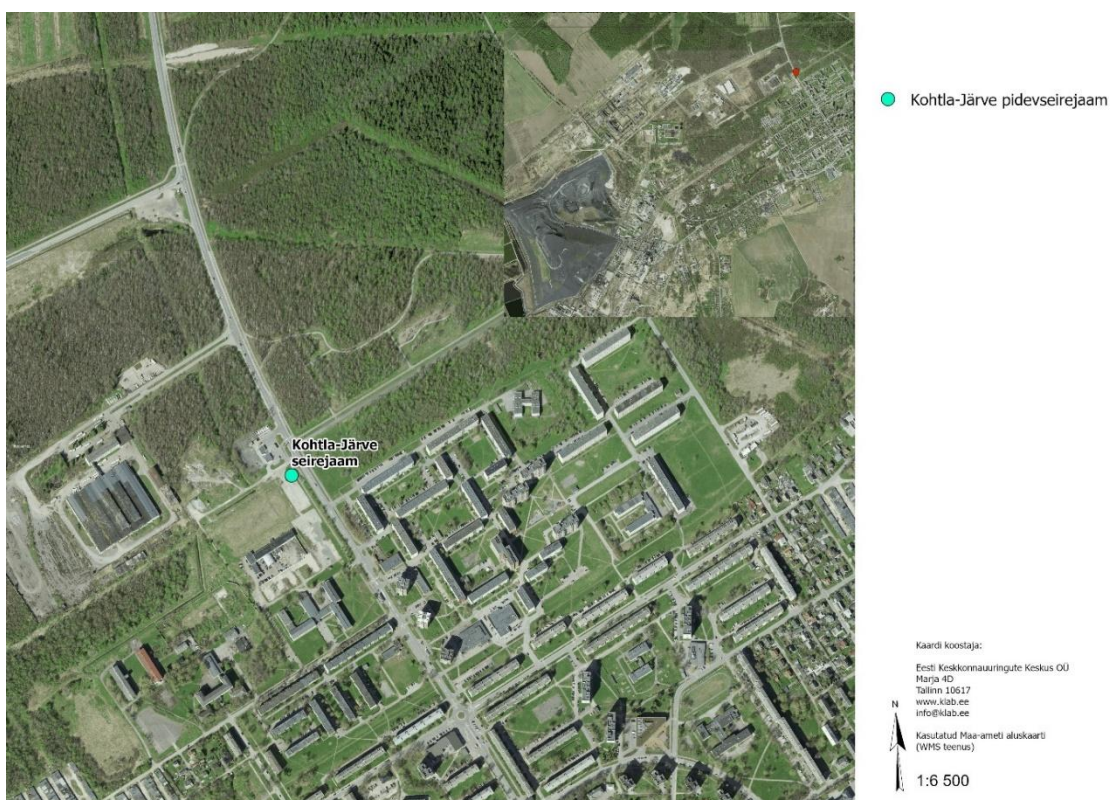 Kohtla-Järve pidevseirejaam
Kohtla-Järve
seirejaam
Kaardi koostaja:
Eesti Keskkonnauuringute Keskus OÜ
Marja 4D
Tallinn 10617
www.klab.ee
info@klab.ee
Kasutatud Maa-ameti aluskaarti
(WMS teenus)
N
1:6 500